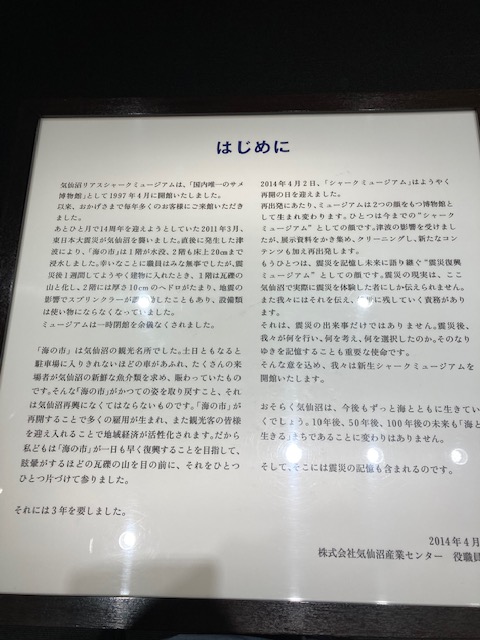 はじめに
気仙沼リアスシャークミュージアムは、「国内唯一のサメ
博物館」として1997年4月に開館いたしました。
以来、おかげさまで毎年多くのお客様にご来館いただき
ました。
あとひと月で14周年を迎えようとしていた2011年3月、
東日本大震災が気仙沼を襲いました。直後に発生した津
波により、「海の市」は1階が水没、2階も床上20cmまで
浸水しました。幸いなことに職員はみな無事でしたが、震
災後1週間してようやく建物に入れたとき、1階は瓦礫の
山と化し、2階には厚さ10cmのヘドロがたまり、地震の
影響でスプリンクラーが したこともあり、設備類
は使い物にならなくなっていました。
ミュージアムは一時閉館を余儀なくされました。
「海の市」は気仙沼の観光名所でした。土日ともなると
駐車場に入りきれないほどの車があふれ、たくさんの来
場者が気仙沼の新鮮な魚介類を求め、賑わっていたもの
です。そんな「海の市」がかつての姿を取り戻すこと、それ
は気仙沼再興になくてはならないものです。「海の市」が
再開することで多くの雇用が生まれ、また観光客の皆様
を迎え入れることで地域経済が活性化されます。だから
私どもは「海の市」が一日も早く復興することを目指して、
眩暈がするほどの瓦礫の山を目の前に、それをひとつ
ひとつ片づけて参りました。
それには3年を要しました。
2014年4月2日、「シャークミュージアム」はようやく
再開の日を迎えました。
再出発にあたり、ミュージアムは2つの顔をもつ博物館と
して生まれ変わります。ひとつは今までの"シャーク
ミュージアム"としての顔です。津波の影響を受けまし
たが、展示資料をかき集め、クリーニングし、新たなコン
テンツも加え再出発します。
もうひとつは、震災を記憶し未来に語り継ぐ"震災復興
ミュージアム"としての顔です。震災の現実は、ここ
気仙沼で実際に震災を体験した者にしか伝えられません。
また我々にはそれを伝え、 に残していく責務があり
ます。
それは、震災の出来事だけではありません。震災後、
我々が何を行い、何を考え、何を選択したのか。そのなり
ゆきを記憶することも重要な使命です。
そんな意を込め、我々は新生シャークミュージアムを
開館いたします。
おそらく気仙沼は、今後もずっと海とともに生きてい
くでしょう。10年後、50年後、100年後の未来も「海と
生きる」まちであることに変わりはありません。
そして、そこには震災の記憶も含まれるのです。
2014年4月
株式会社気仙沼産業センター 役職員